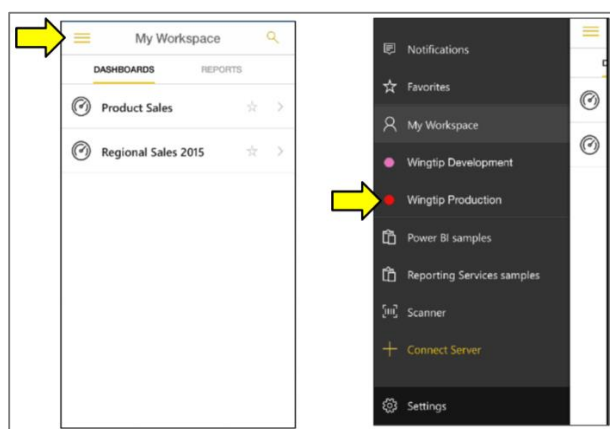 My Workspace
DASHBOARDS REPORTS
Product Sales
Regional Sales 2015
Notifications
Favorites
My Workspace
Wingtip Development
Wingtip Production
Power BI samples
Reporting Services samples
Scanner
Connect Server
Settings
D